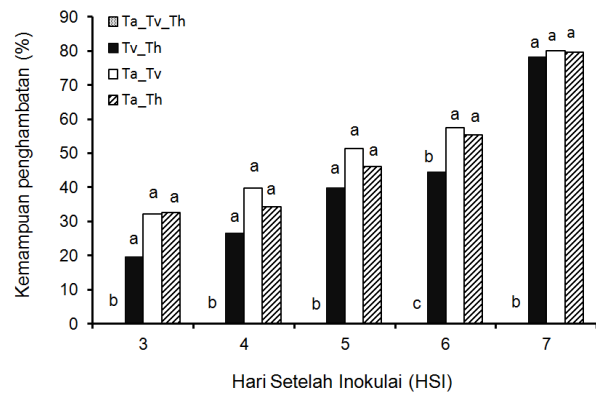 Kemampuan penghambatan (%)
90
80
70
60
50
40
30
20
10
0
Ta_Tv_Th
Tv_Th
Ta_Tv
Ta_Th
b a a a
b a a a
b a a a
c b a a
b a a a
3 4 5 6 7
Hari Setelah Inokulai (HSI)